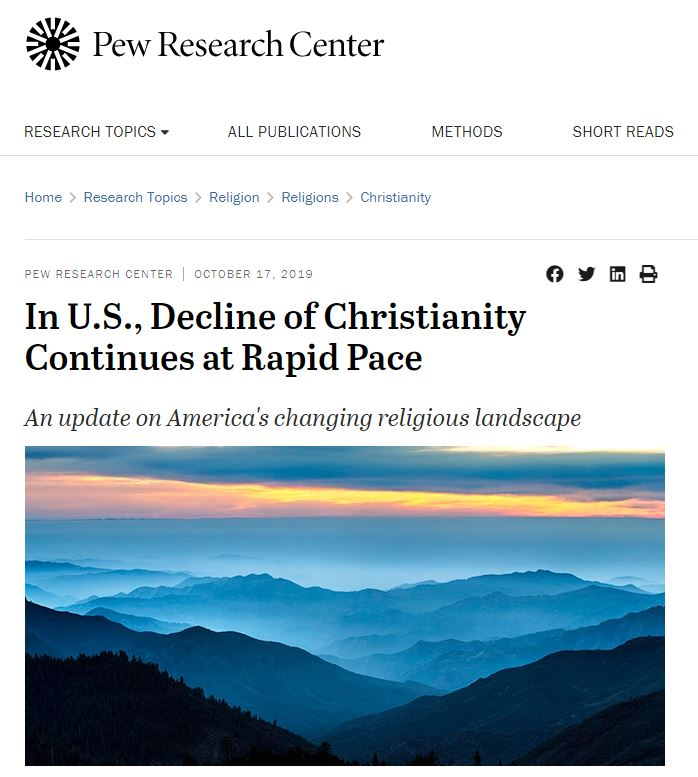 Pew Research Center
RESEARCH TOPICS ALL PUBLICATIONS METHODS SHORT READS
Home > Research Topics > Religion > Religions > Christianity
PEW RESEARCH CENTER | OCTOBER 17, 2019
In U.S., Decline of Christianity
Continues at Rapid Pace
An update on America's changing religious landscape